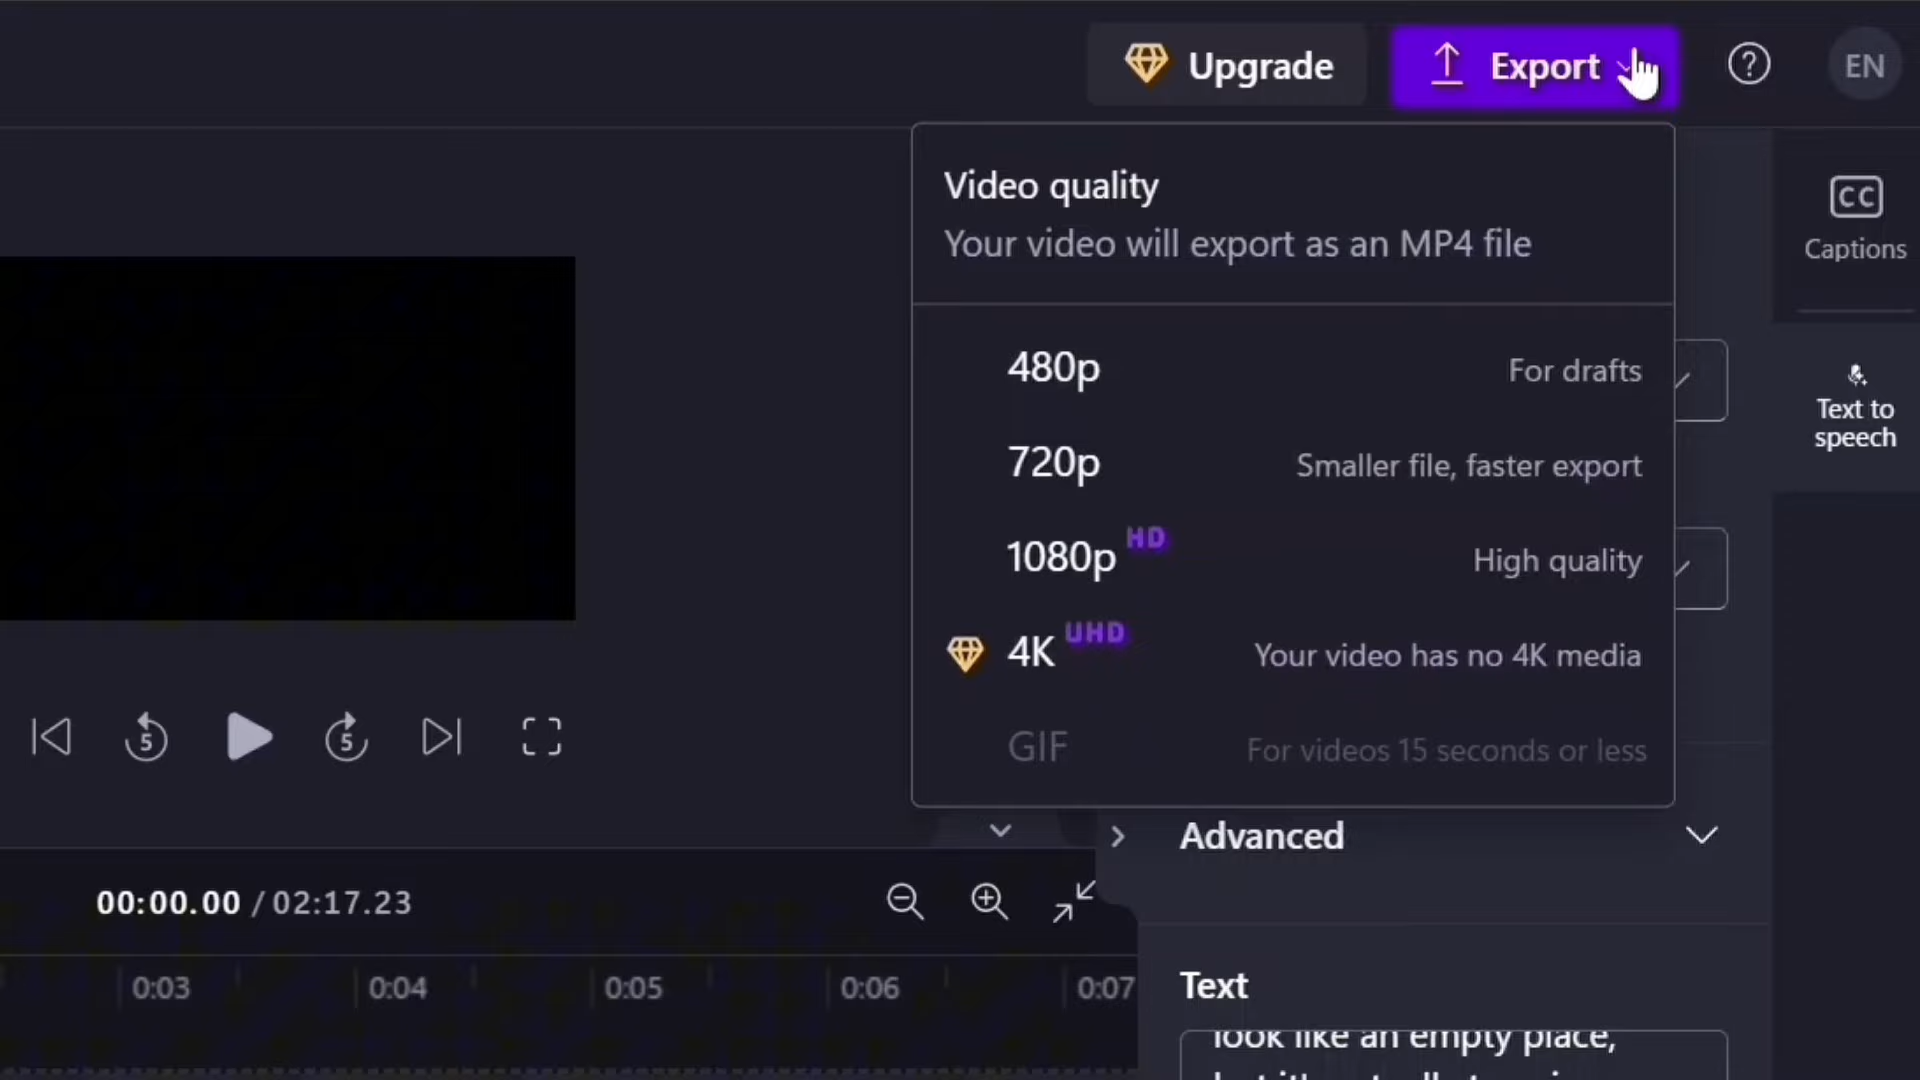 Upgrade
Export
EN
Video quality
Your video will export as an MP4 file
CC
Captions
480p For drafts
720p Smaller file, faster export
1080p HD High quality
4K UHD Your video has no 4K media
GIF For videos 15 seconds or less
Text to
speech
5
5
Advanced
00:00.00 / 02:17.23
0:03 0:04 0:05 0:06 0:07
Text
look like an empty place,